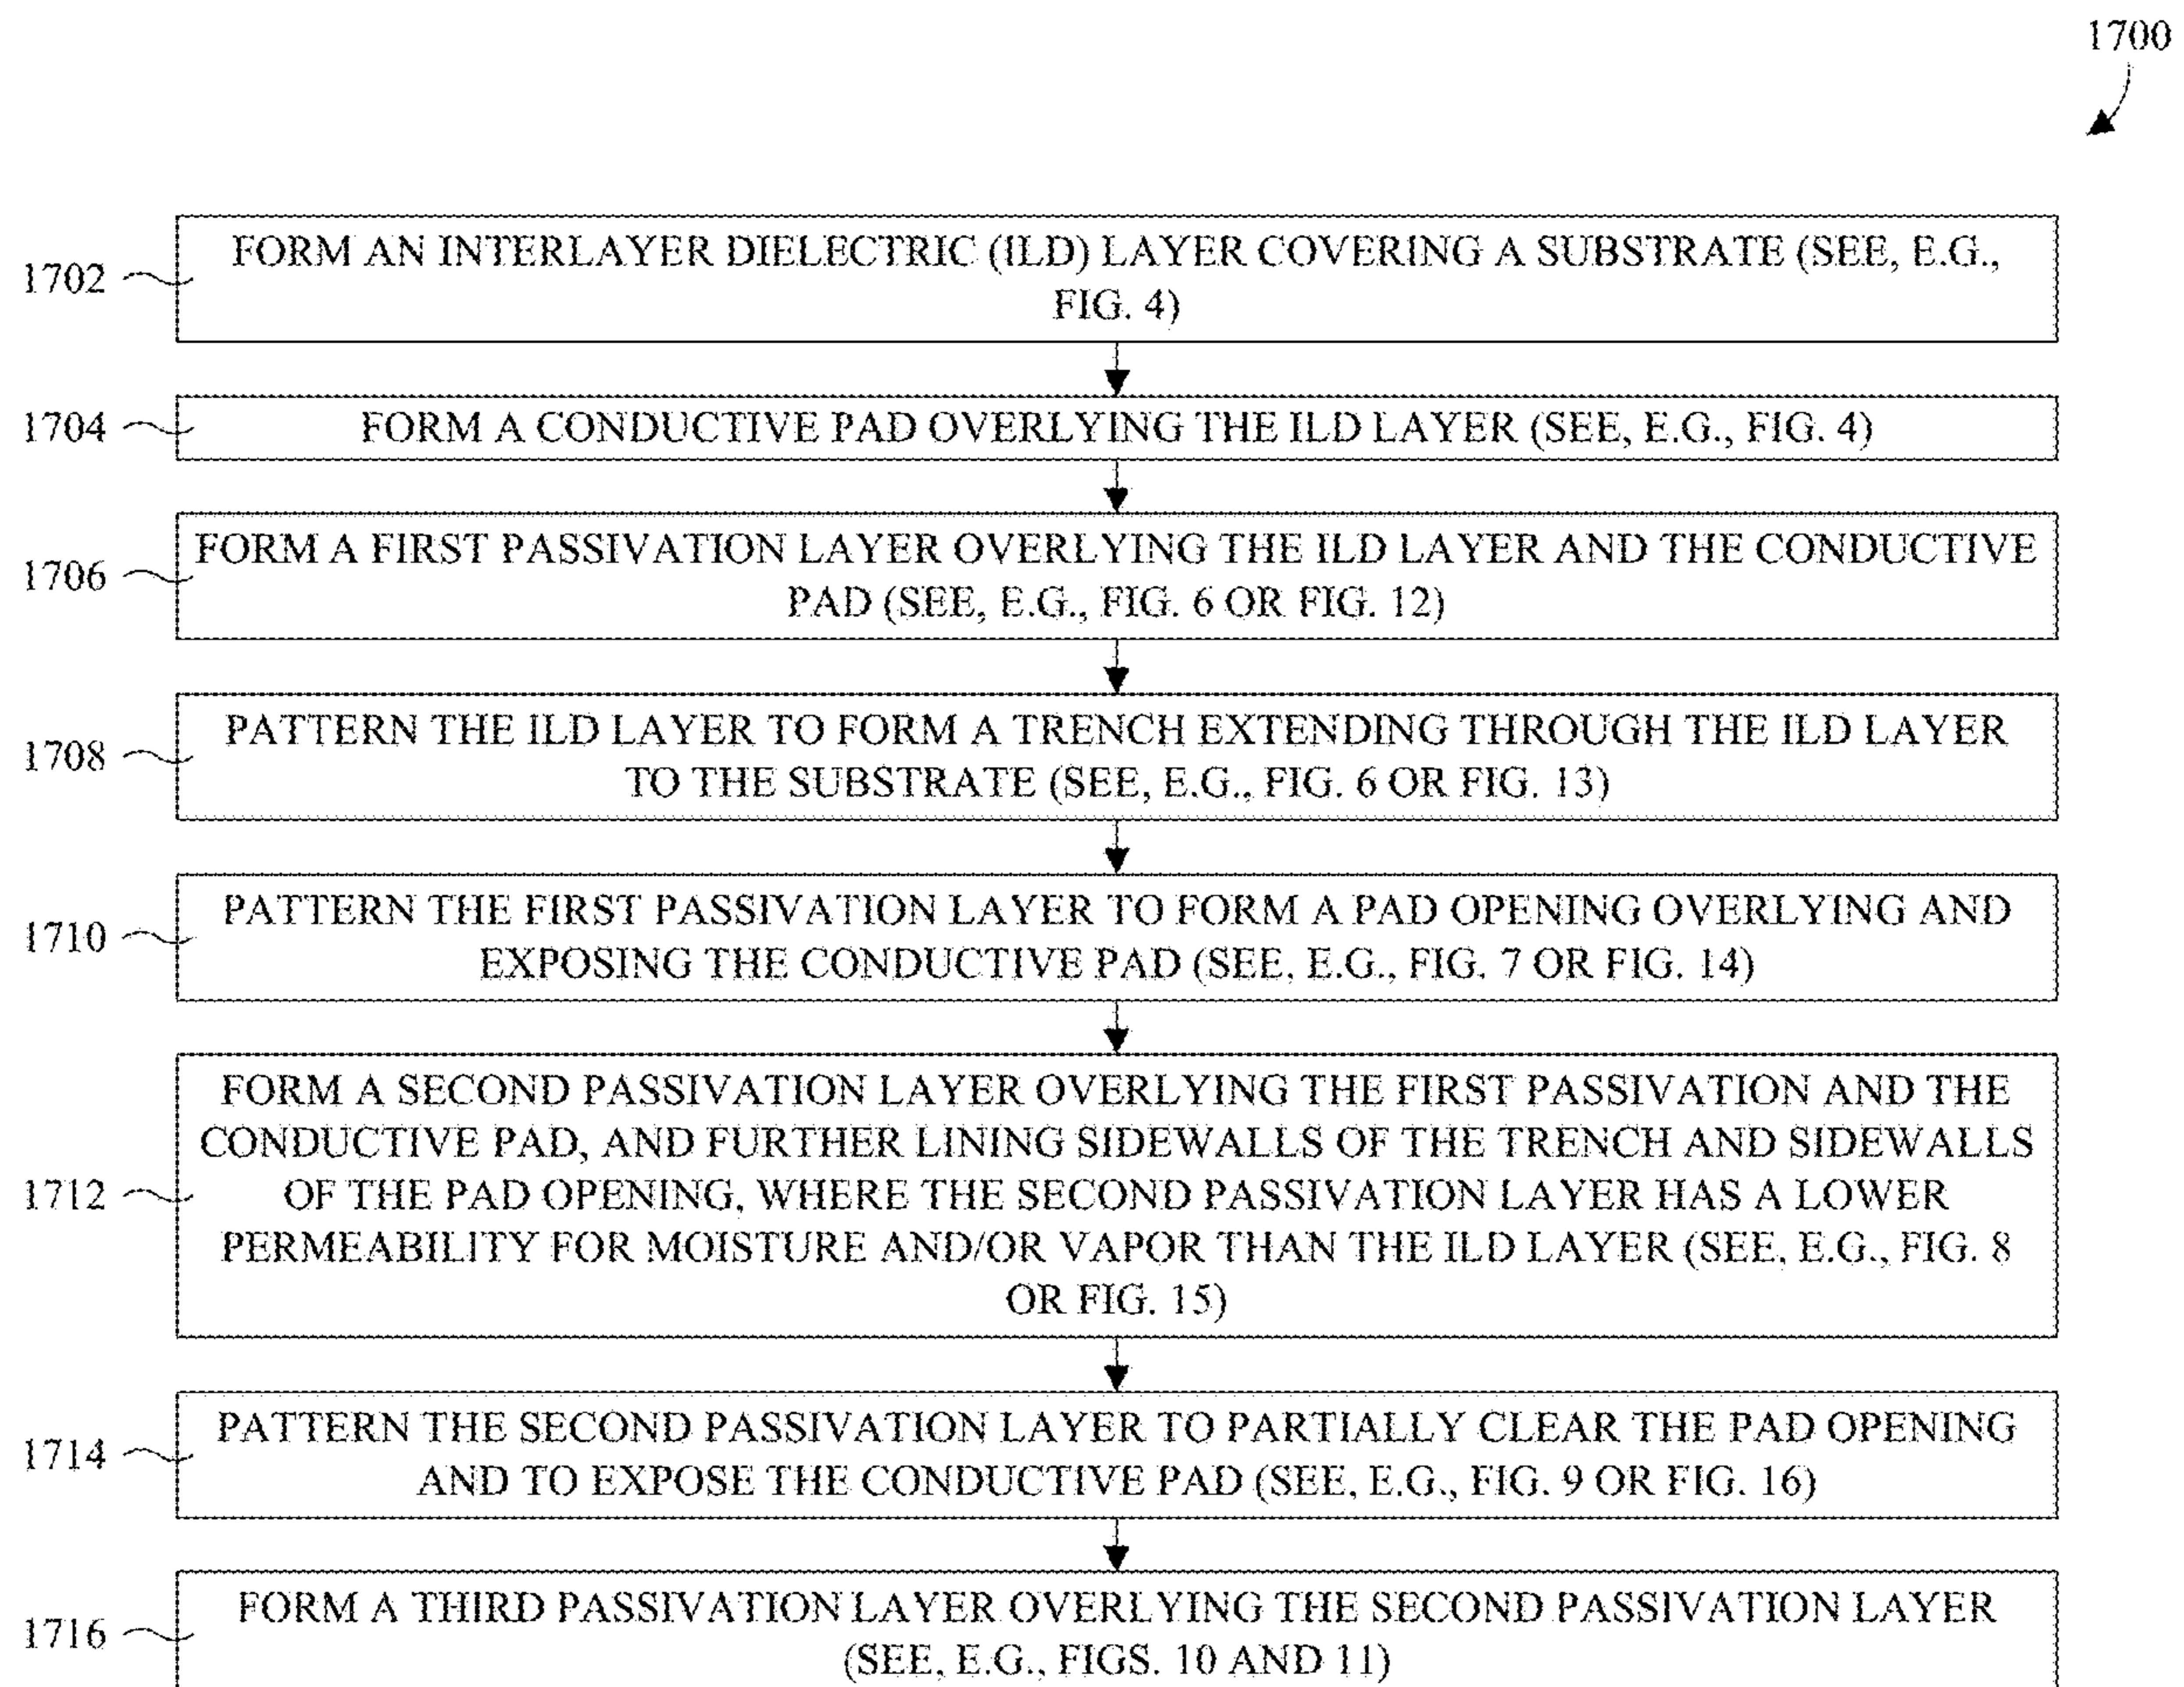 1700
1702
FORM AN INTERLAYER DIELECTRIC (ILD) LAYER COVERING A SUBSTRATE (SEE, E.G.,
FIG. 4)
1704
FORM A CONDUCTIVE PAD OVERLYING THE ILD LAYER (SEE, E.G., FIG. 4)
1706
FORM A FIRST PASSIVATION LAYER OVERLYING THE ILD LAYER AND THE CONDUCTIVE
PAD (SEE, E.G., FIG. 6 OR FIG. 12)
1708
PATTERN THE ILD LAYER TO FORM A TRENCH EXTENDING THROUGH THE ILD LAYER
TO THE SUBSTRATE (SEE, E.G., FIG. 6 OR FIG. 13)
1710
PATTERN THE FIRST PASSIVATION LAYER TO FORM A PAD OPENING OVERLYING AND
EXPOSING THE CONDUCTIVE PAD (SEE, E.G., FIG. 7 OR FIG. 14)
1712
FORM A SECOND PASSIVATION LAYER OVERLYING THE FIRST PASSIVATION AND THE
CONDUCTIVE PAD, AND FURTHER LINING SIDEWALLS OF THE TRENCH AND SIDEWALLS
OF THE PAD OPENING, WHERE THE SECOND PASSIVATION LAYER HAS A LOWER
PERMEABILITY FOR MOISTURE AND/OR VAPOR THAN THE ILD LAYER (SEE, E.G., FIG. 8
OR FIG. 15)
1714
PATTERN THE SECOND PASSIVATION LAYER TO PARTIALLY CLEAR THE PAD OPENING
AND TO EXPOSE THE CONDUCTIVE PAD (SEE, E.G., FIG. 9 OR FIG. 16)
1716
FORM A THIRD PASSIVATION LAYER OVERLYING THE SECOND PASSIVATION LAYER
(SEE, E.G., FIGS. 10 AND 11)